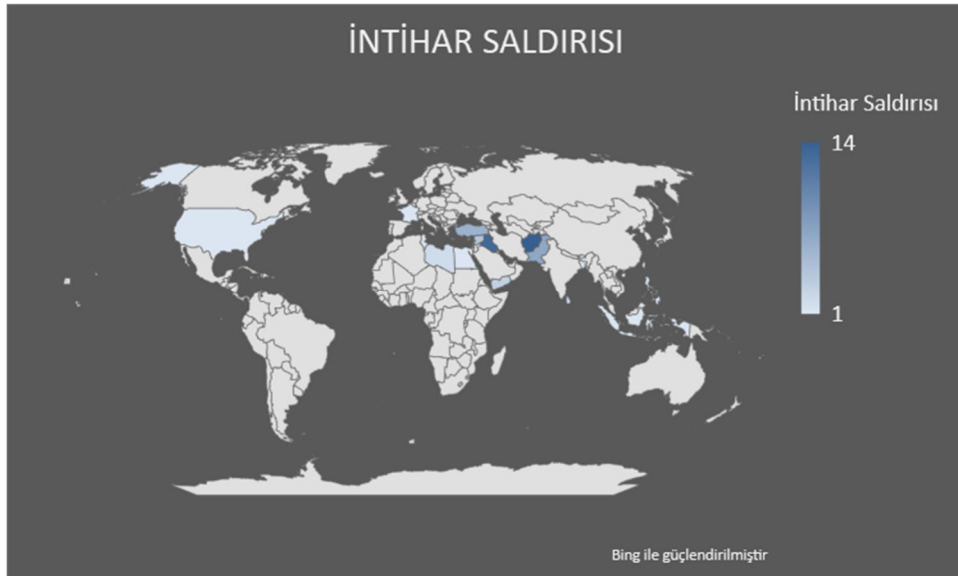 İNTİHAR SALDIRISI
İntihar Saldırısı
14
1
Bing ile güçlendirilmiştir